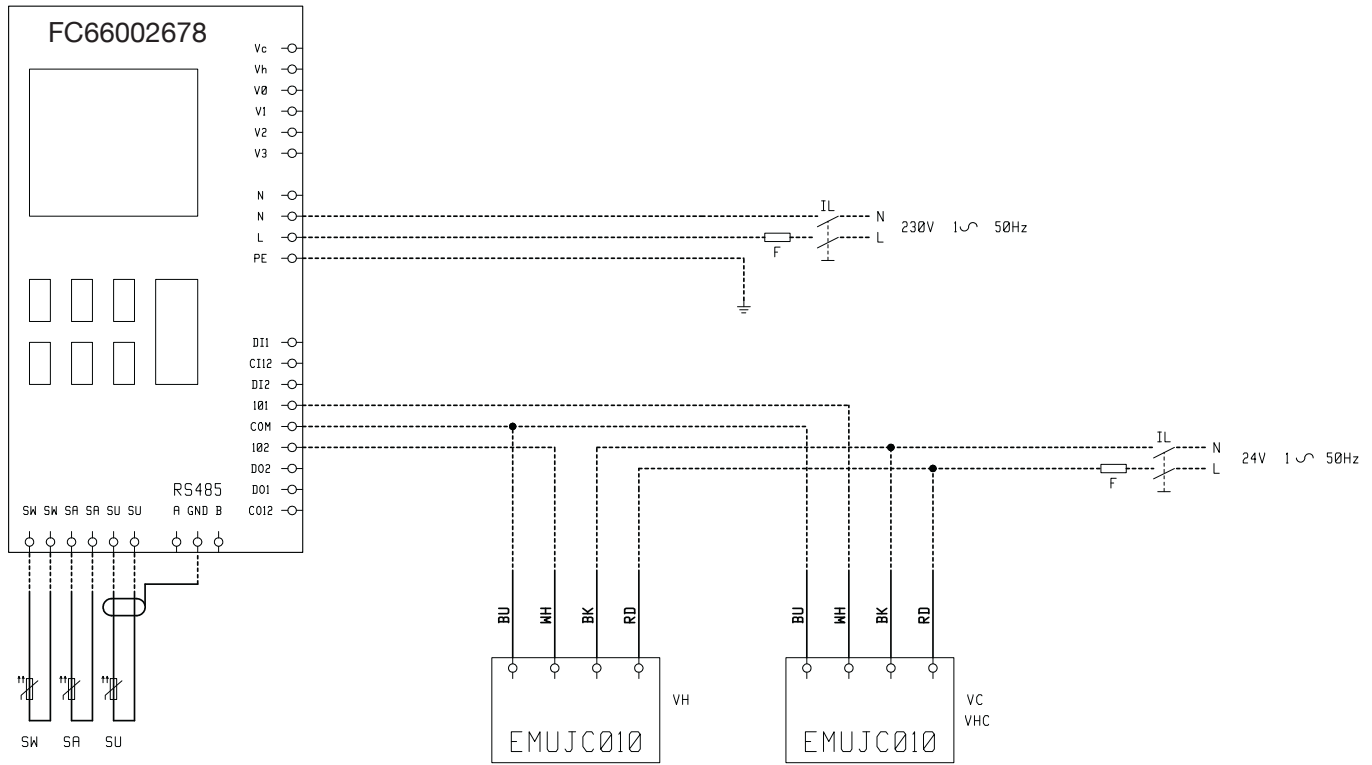 FC66002678
Vc
Vh
V0
V1
V2
V3
N
N
L
PE
IL
N
L
230V 1 50Hz
F
DI1
CI12
DI2
101
COM
102
DO2
DO1
CO12
IL
N
L
24V 1 50Hz
F
RS485
SW SW SA SA SU SU A GND B
BU WH BK RD BU WH BK RD
VH
VC
VHC
EMUJC010 EMUJC010
SW SA SU